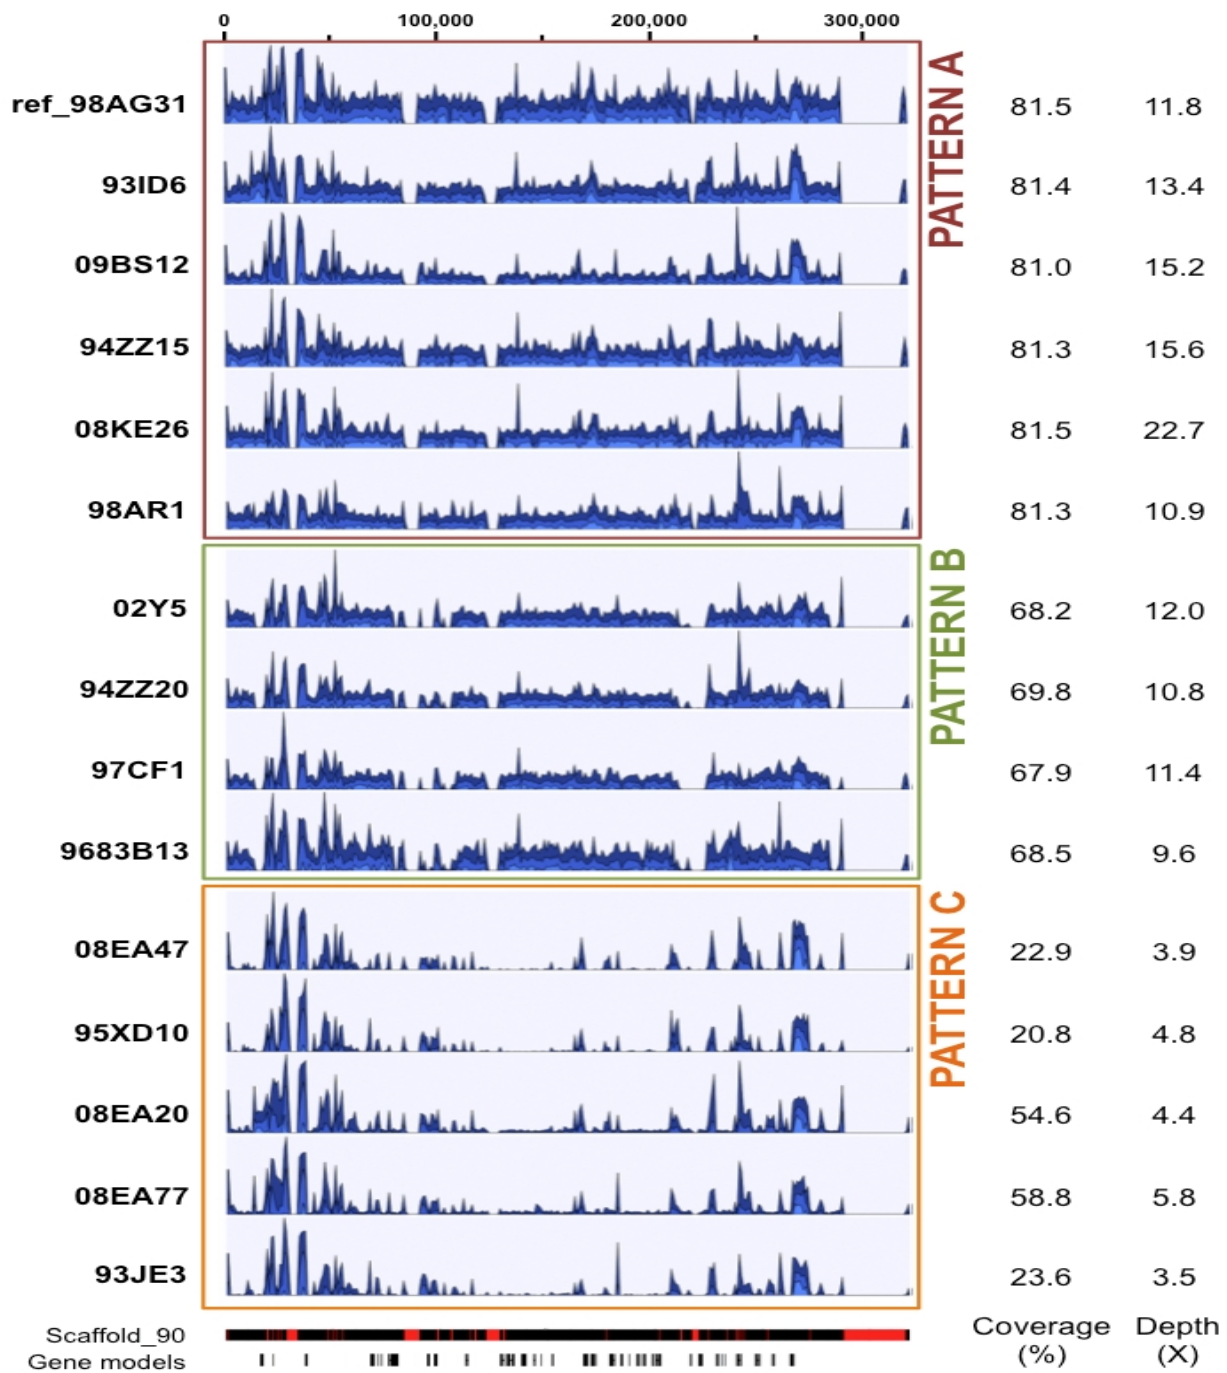 0 100,000 200,000 300,000
PATTERN A
ref_98AG31 81.5 11.8
93ID6 81.4 13.4
09BS12 81.0 15.2
94ZZ15 81.3 15.6
08KE26 81.5 22.7
98AR1 81.3 10.9
PATTERN B
02Y5 68.2 12.0
94ZZ20 69.8 10.8
97CF1 67.9 11.4
9683B13 68.5 9.6
PATTERN C
08EA47 22.9 3.9
95XD10 20.8 4.8
08EA20 54.6 4.4
08EA77 58.8 5.8
93JE3 23.6 3.5
Scaffold_90 Coverage Depth
Gene models (%) (X)